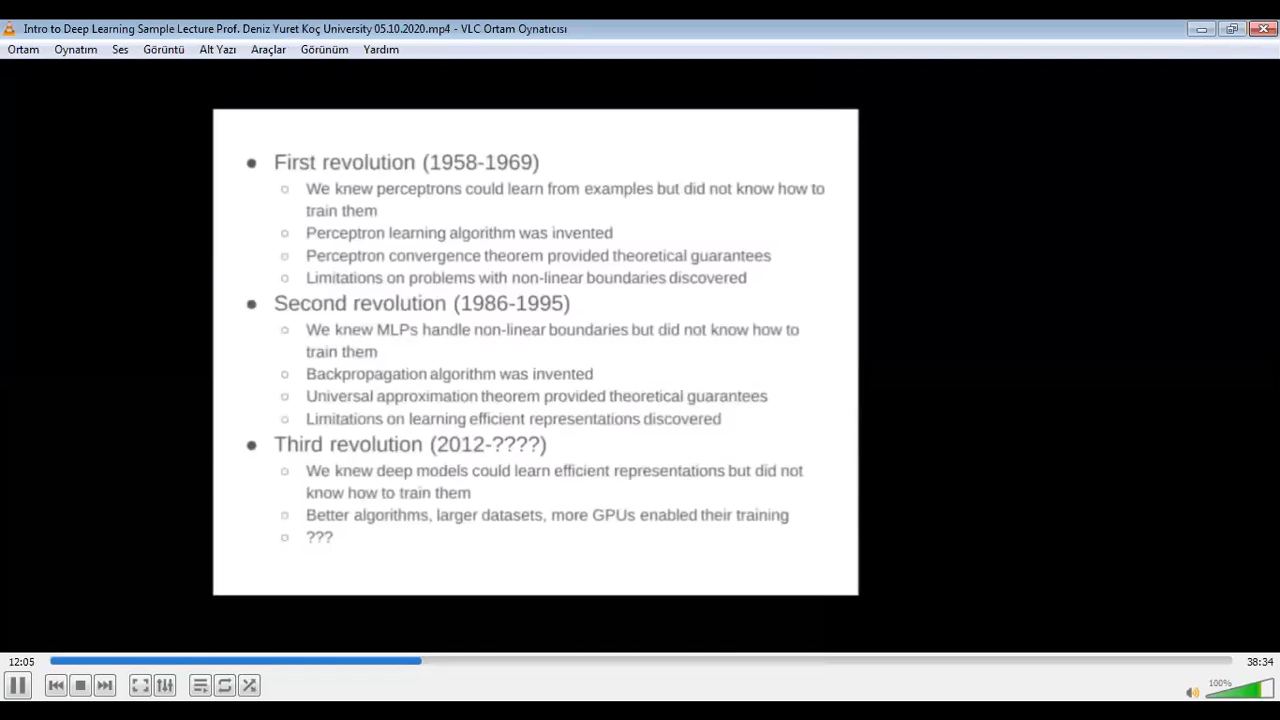 Intro to Deep Learning Sample Lecture Prof. Deniz Yuret Koç University 05.10.2020.mp4 - VLC Ortam Oynatıcısı
Ortam Oynatım Ses Görüntü Alt Yazı Araçlar Görünüm Yardım
● First revolution (1958-1969)
○ We knew perceptrons could learn from examples but did not know how to
train them
○ Perceptron learning algorithm was invented
○ Perceptron convergence theorem provided theoretical guarantees
○ Limitations on problems with non-linear boundaries discovered
● Second revolution (1986-1995)
○ We knew MLPs handle non-linear boundaries but did not know how to
train them
○ Backpropagation algorithm was invented
○ Universal approximation theorem provided theoretical guarantees
○ Limitations on learning efficient representations discovered
● Third revolution (2012-????)
○ We knew deep models could learn efficient representations but did not
know how to train them
○ Better algorithms, larger datasets, more GPUs enabled their training
○ ???
12:05 38:34
100%